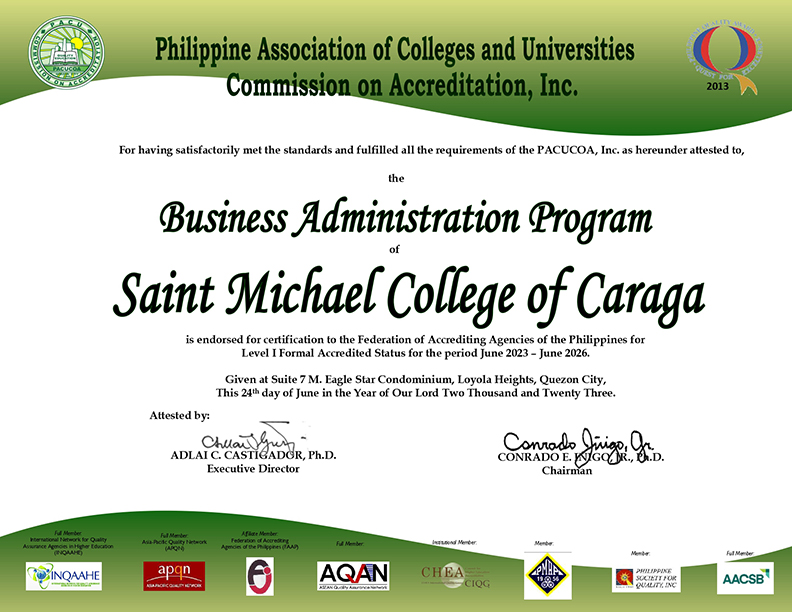 PACU
PACUCOA
COMMISSION ON ACCREDITATION
Philippine Association of Colleges and Universities
Commission on Accreditation, Inc.
2013
For having satisfactorily met the standards and fulfilled all the requirements of the PACUCOA, Inc. as hereunder attested to,
the
Business Administration Program
of
Saint Michael College of Caraga
is endorsed for certification to the Federation of Accrediting Agencies of the Philippines for
Level I Formal Accredited Status for the period June 2023 – June 2026.
Given at Suite 7 M. Eagle Star Condominium, Loyola Heights, Quezon City,
This 24th day of June in the Year of Our Lord Two Thousand and Twenty Three.
Attested by:
Conrado Iñigo, Jr.
ADLAI C. CASTIGADOR, Ph.D.
CONRADO E. IÑIGO, JR., Ph.D.
Executive Director
Chairman
Full Member:
International Network for Quality
Assurance Agencies in Higher Education
(INQAAHE)
INQAAHE
Full Member:
Asia-Pacific Quality Network
(APQN)
apqn
ASIA-PACIFIC QUALITY NETWORK
Affiliate Member:
Federation of Accrediting
Agencies of the Philippines (FAAP)
Full Member:
AQAN
ASEAN Quality Assurance Network
Institutional Member:
CHEA
CIQG
Member:
PMAP
19 56
Member:
PHILIPPINE
SOCIETY FOR
QUALITY, INC
Full Member:
AACSB